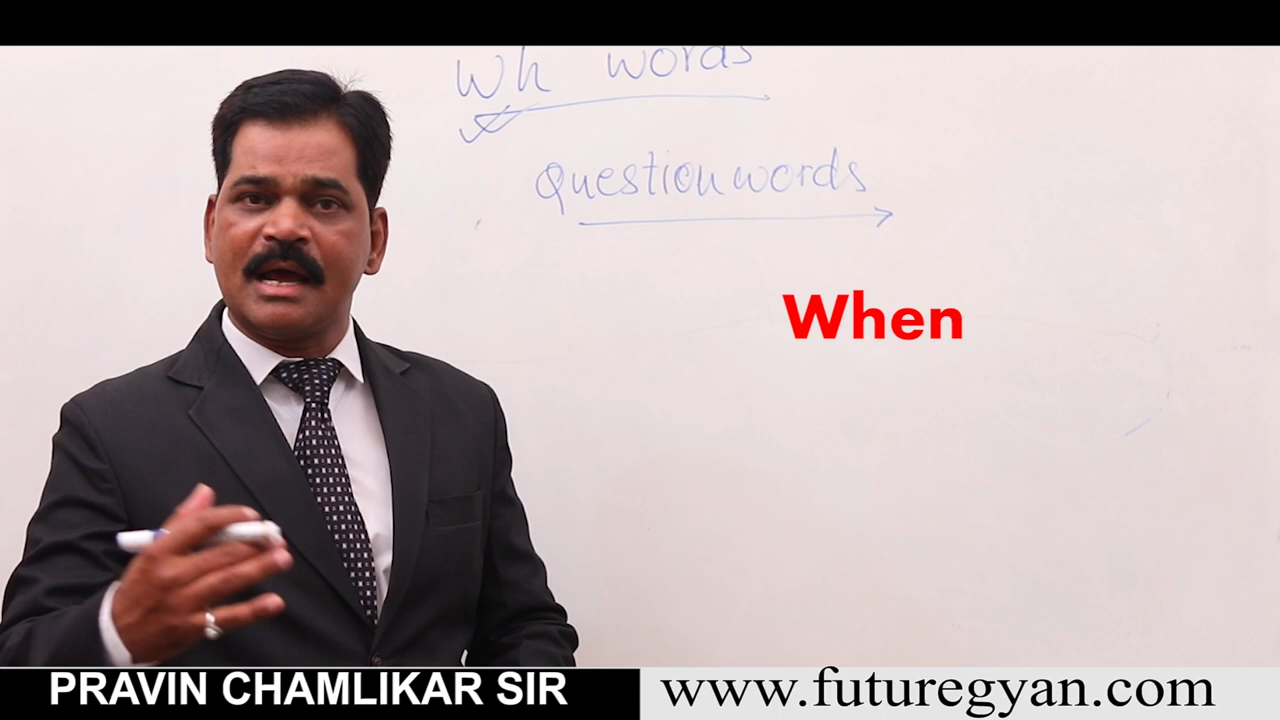 Wh words
Question words
When
PRAVIN CHAMLIKAR SIR
www.futuregyan.com